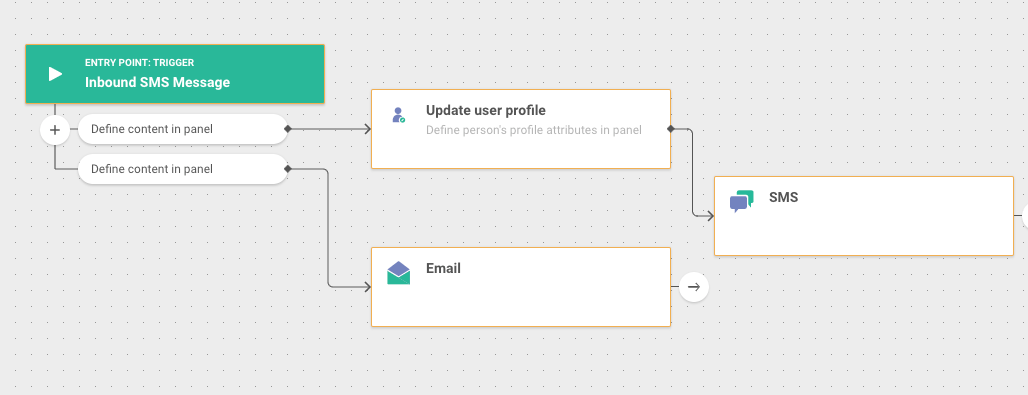 ENTRY POINT: TRIGGER
Inbound SMS Message
Define content in panel
Define content in panel
Update user profile
Define person's profile attributes in panel
SMS
Email